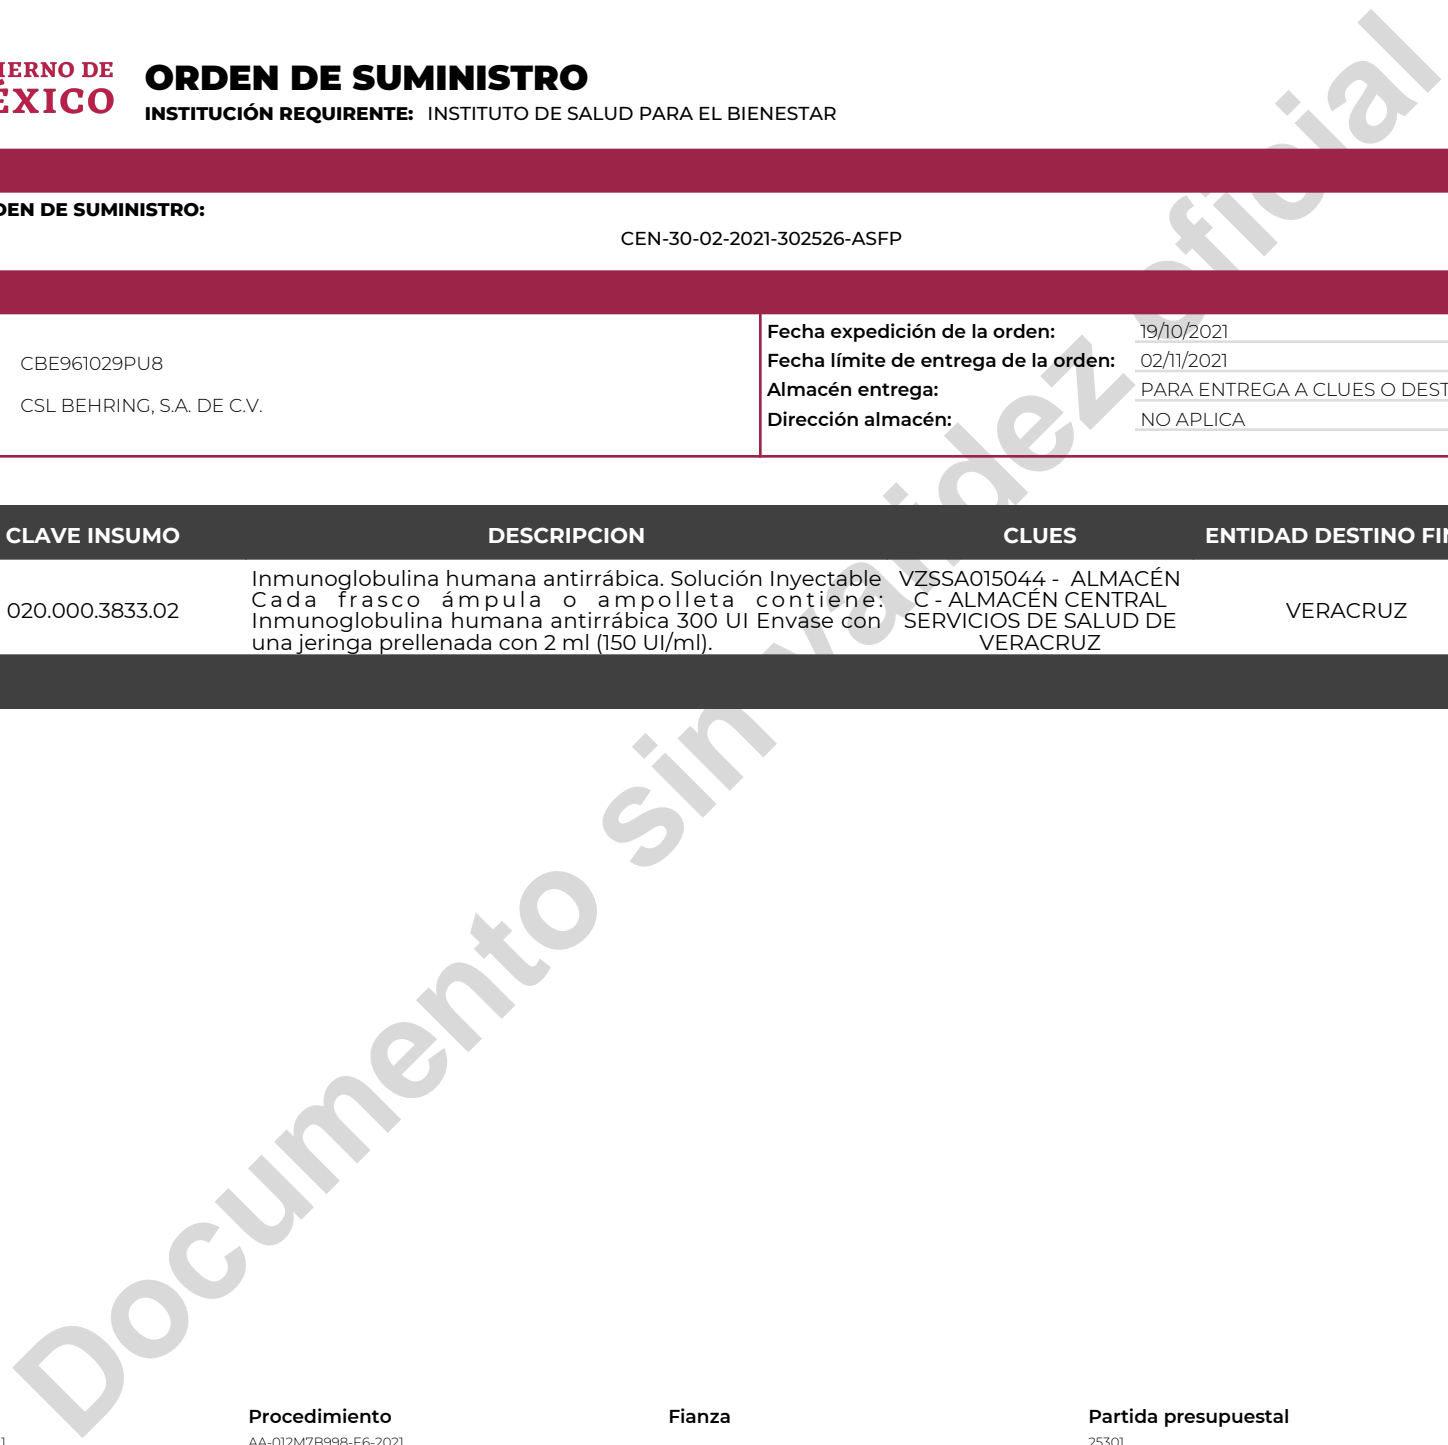 IERNO DE
ÉXICO
ORDEN DE SUMINISTRO
INSTITUCIÓN REQUIRENTE: INSTITUTO DE SALUD PARA EL BIENESTAR
DEN DE SUMINISTRO:
CEN-30-02-2021-302526-ASFP
CBE961029PU8
CSL BEHRING, S.A. DE C.V.
Fecha expedición de la orden: 19/10/2021
Fecha límite de entrega de la orden: 02/11/2021
Almacén entrega: PARA ENTREGA A CLUES O DEST
Dirección almacén: NO APLICA
CLAVE INSUMO DESCRIPCION CLUES ENTIDAD DESTINO FIN
020.000.3833.02
Inmunoglobulina humana antirrábica. Solución Inyectable
Cada frasco ámpula o ampolleta contiene:
Inmunoglobulina humana antirrábica 300 UI Envase con
una jeringa prellenada con 2 ml (150 UI/ml).
VZSSA015044 - ALMACÉN
C - ALMACÉN CENTRAL
SERVICIOS DE SALUD DE
VERACRUZ
VERACRUZ
Documento sin validez oficial
Procedimiento Fianza Partida presupuestal
AA-012M7B998-E6-2021 25301